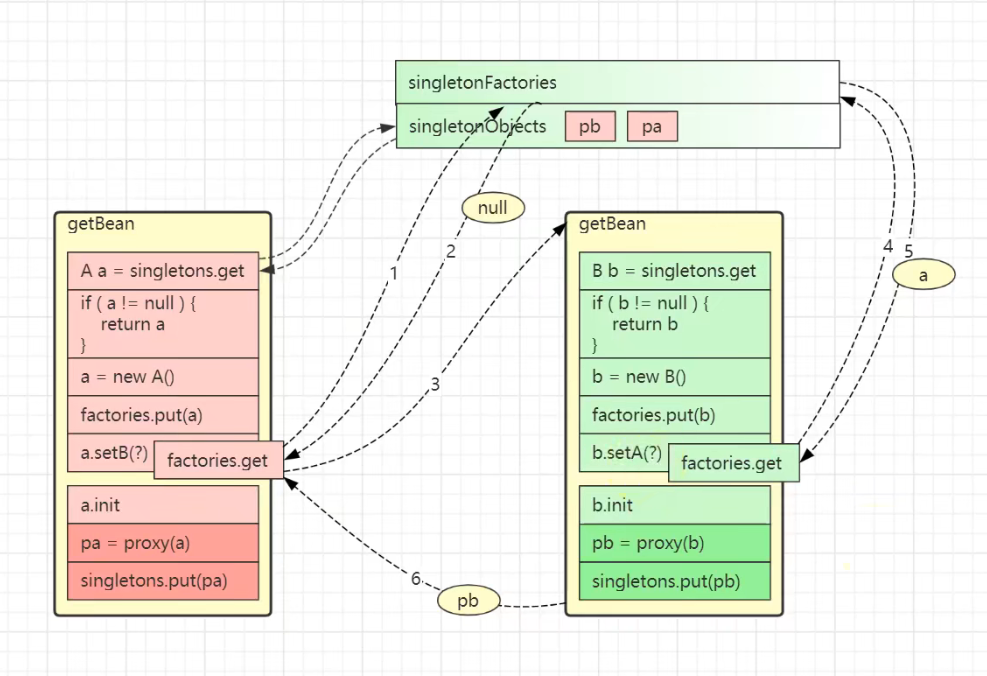 singletonFactories
singletonObjects pb pa
null
getBean
A a = singletons.get
if ( a != null ) {
return a
}
a = new A()
factories.put(a)
a.setB(?)
factories.get
a.init
pa = proxy(a)
singletons.put(pa)
1
2
3
getBean
B b = singletons.get
if ( b != null ) {
return b
}
b = new B()
factories.put(b)
b.setA(?)
factories.get
b.init
pb = proxy(b)
singletons.put(pb)
4
5
a
6
pb